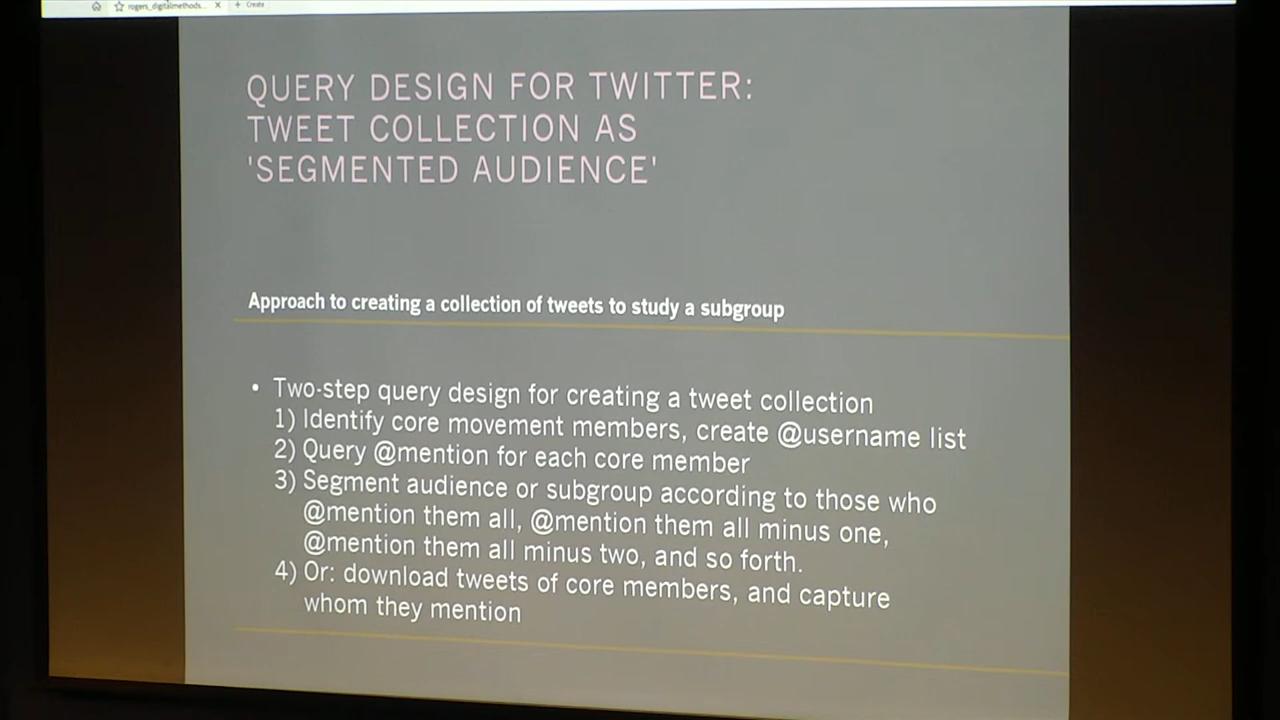 rogers_digitalmethods... × + Create
QUERY DESIGN FOR TWITTER:
TWEET COLLECTION AS
'SEGMENTED AUDIENCE'
Approach to creating a collection of tweets to study a subgroup
• Two-step query design for creating a tweet collection
1) Identify core movement members, create @username list
2) Query @mention for each core member
3) Segment audience or subgroup according to those who
@mention them all, @mention them all minus one,
@mention them all minus two, and so forth.
4) Or: download tweets of core members, and capture
whom they mention